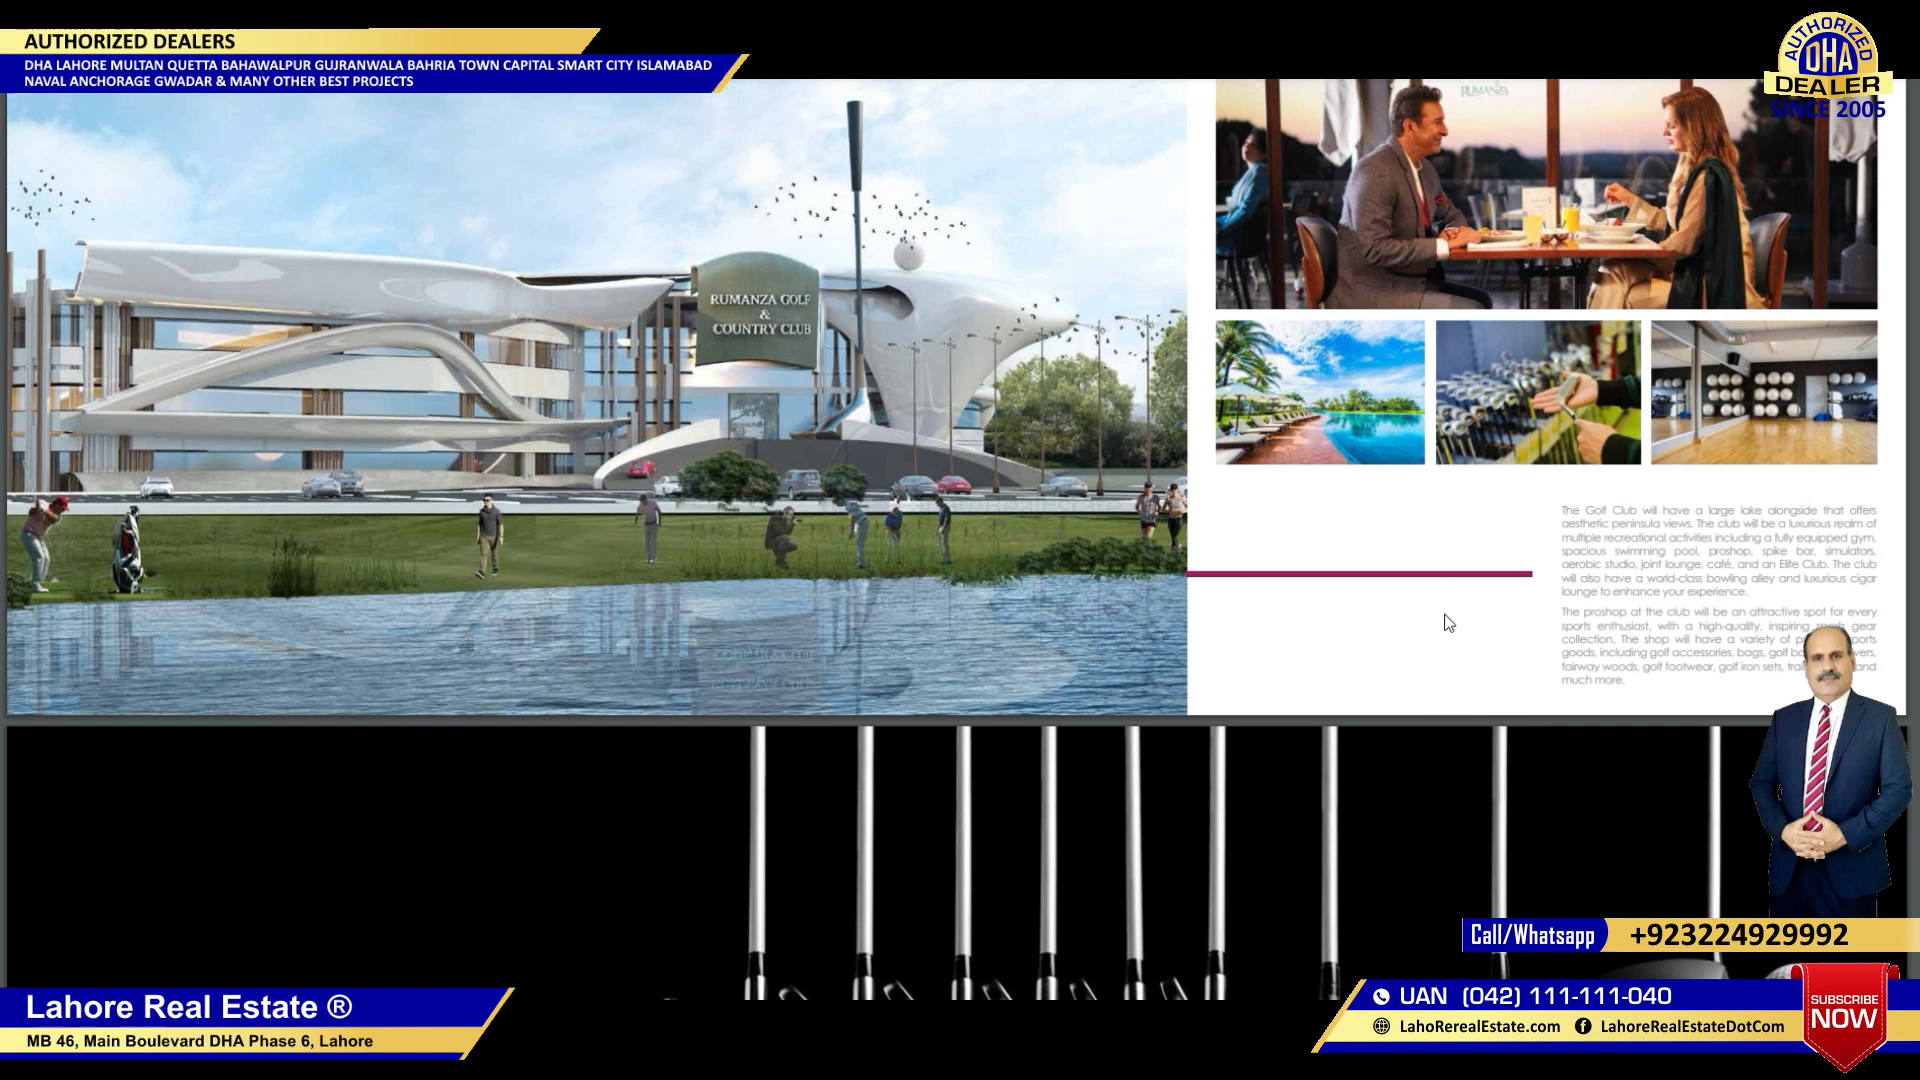 AUTHORIZED DEALERS
DHA LAHORE MULTAN QUETTA BAHAWALPUR GUJRANWALA BAHRIA TOWN CAPITAL SMART CITY ISLAMABAD
NAVAL ANCHORAGE GWADAR & MANY OTHER BEST PROJECTS
AUTHORIZED
DHA
DEALER
SINCE 2005
RUMANZA
RUMANZA GOLF
&
COUNTRY CLUB
The Golf Club will have a large lake alongside that offers
aesthetic peninsula views. The club will be a luxurious realm of
multiple recreational activities including a fully equipped gym,
spacious swimming pool, proshop, spike bar, simulators,
aerobic studio, joint lounge, café, and an Elite Club. The club
will also have a world-class bowling alley and luxurious cigar
lounge to enhance your experience.
The proshop at the club will be an attractive spot for every
sports enthusiast, with a high-quality, inspiring sports gear
collection. The shop will have a variety of
goods, including golf accessories, bags, golf
fairway woods, golf footwear, golf iron sets, and
much more.
Call/Whatsapp +923224929992
Lahore Real Estate ®
MB 46, Main Boulevard DHA Phase 6, Lahore
UAN (042) 111-111-040
LahoRerealEstate.com LahoreRealEstateDotCom
SUBSCRIBE
NOW